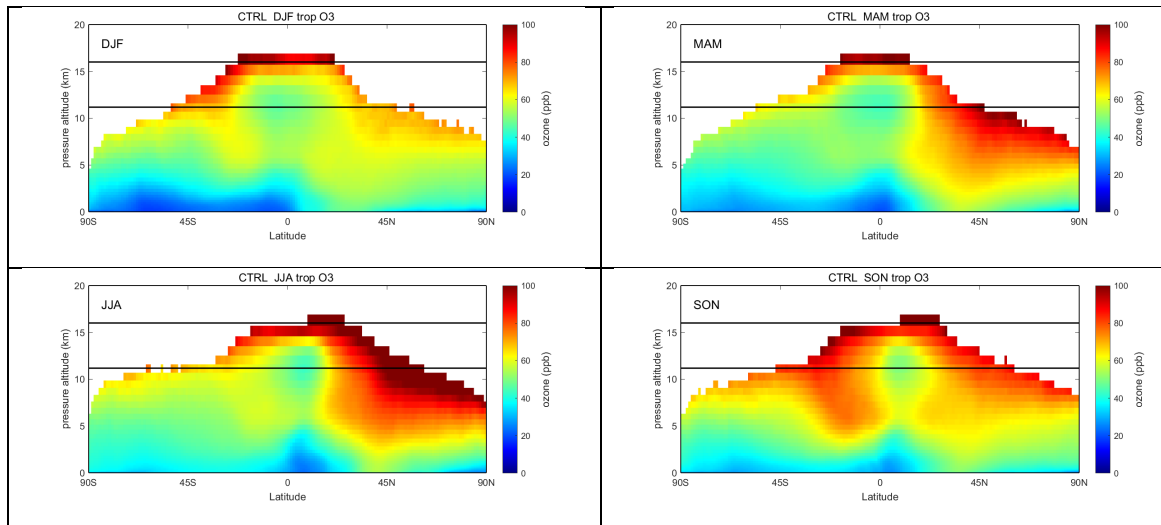 CTRL DJF trop O3
DJF
20
15
10
5
0
pressure altitude (km)
90S 45S 0 45N 90N
Latitude
100
80
60
40
20
0
ozone (ppb)
CTRL MAM trop O3
MAM
20
15
10
5
0
pressure altitude (km)
90S 45S 0 45N 90N
Latitude
100
80
60
40
20
0
ozone (ppb)
CTRL JJA trop O3
JJA
20
15
10
5
0
pressure altitude (km)
90S 45S 0 45N 90N
Latitude
100
80
60
40
20
0
ozone (ppb)
CTRL SON trop O3
SON
20
15
10
5
0
pressure altitude (km)
90S 45S 0 45N 90N
Latitude
100
80
60
40
20
0
ozone (ppb)